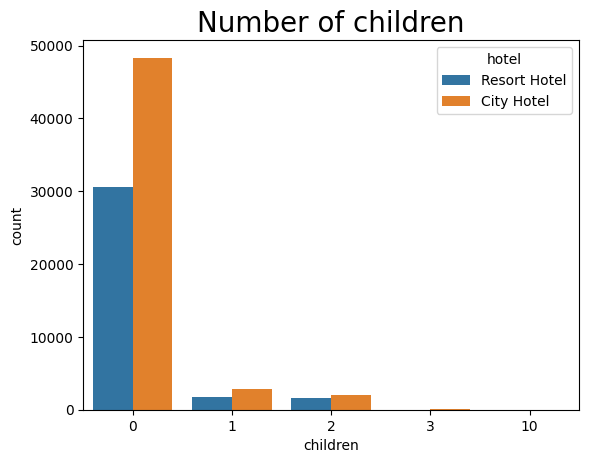 Number of children
hotel
Resort Hotel
City Hotel
50000
40000
30000
20000
10000
0
count
0 1 2 3 10
children